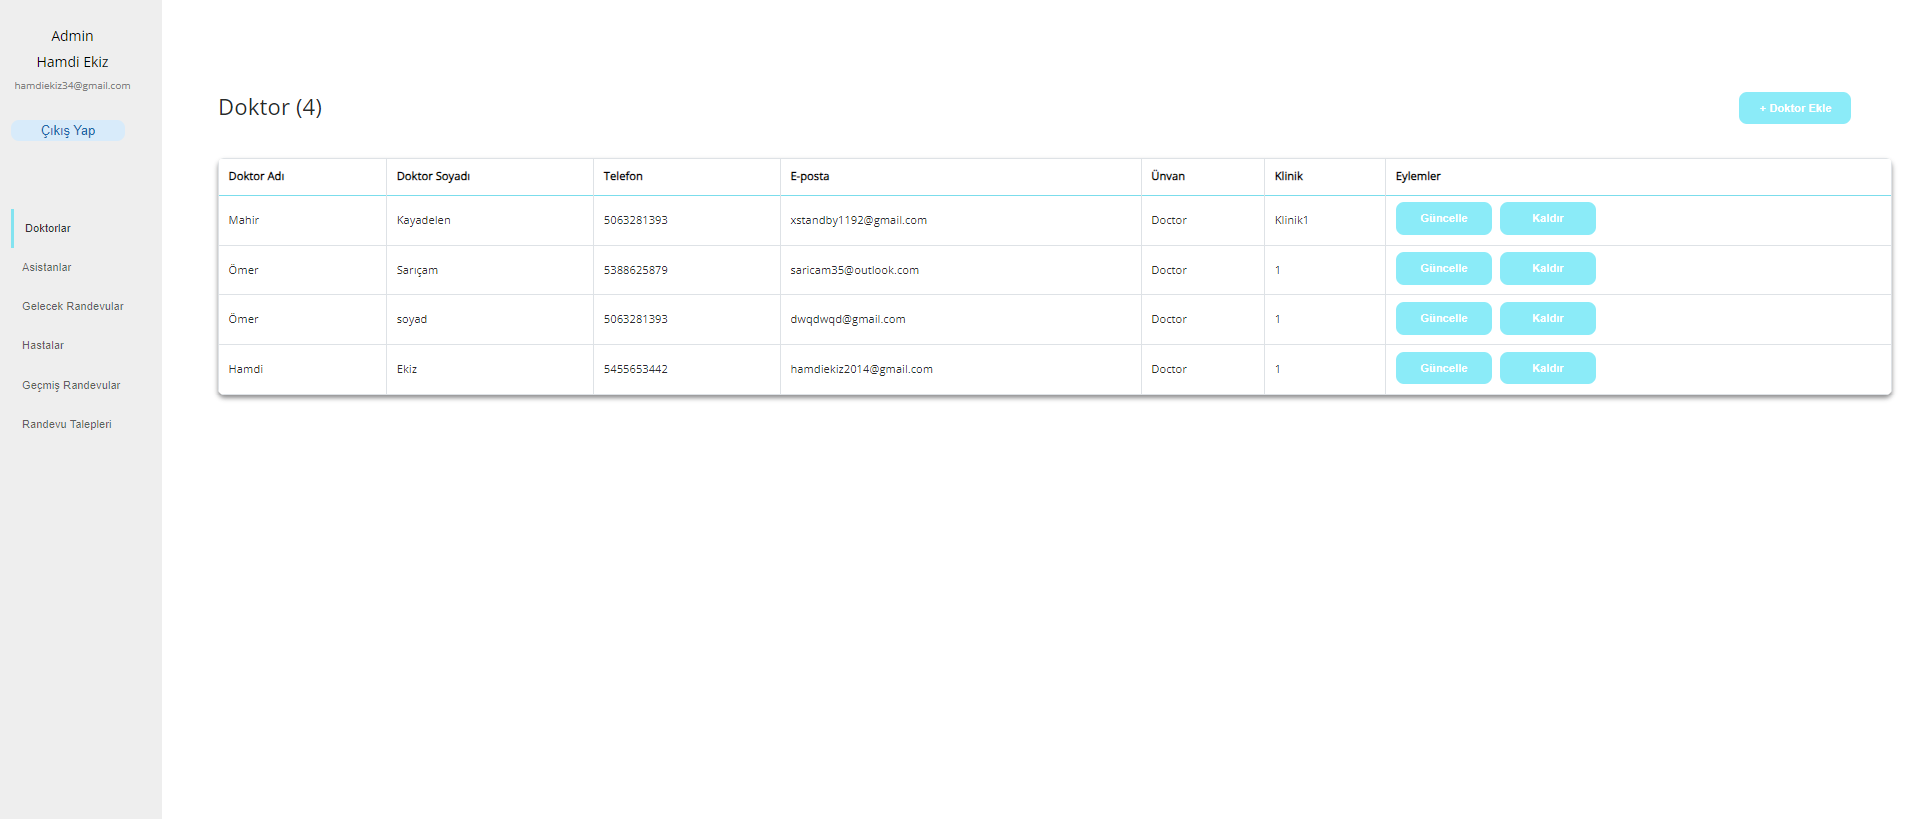 Admin
Hamdi Ekiz
hamdiekiz34@gmail.com
Çıkış Yap
Doktorlar
Asistanlar
Gelecek Randevular
Hastalar
Geçmiş Randevular
Randevu Talepleri
Doktor (4)
+ Doktor Ekle
Doktor Adı Doktor Soyadı Telefon E-posta Ünvan Klinik Eylemler
Mahir Kayadelen 5063281393 xstandby1192@gmail.com Doctor Klinik1 Güncelle Kaldır
Ömer Sarıçam 5388625879 saricam35@outlook.com Doctor 1 Güncelle Kaldır
Ömer soyad 5063281393 dwqdwqd@gmail.com Doctor 1 Güncelle Kaldır
Hamdi Ekiz 5455653442 hamdiekiz2014@gmail.com Doctor 1 Güncelle Kaldır